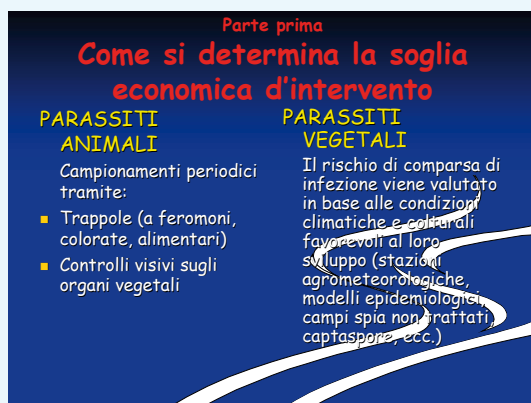 Parte prima
Come si determina la soglia
economica d'intervento
PARASSITI
ANIMALI
Campionamenti periodici
tramite:
Trappole (a feromoni,
colorate, alimentari)
Controlli visivi sugli
organi vegetali
PARASSITI
VEGETALI
Il rischio di comparsa di
infezione viene valutato
in base alle condizioni
climatiche e colturali
favorevoli al loro
sviluppo (stazioni
agrometeorologiche,
modelli epidemiologici,
campi spia non trattati,
captaspore, ecc.)